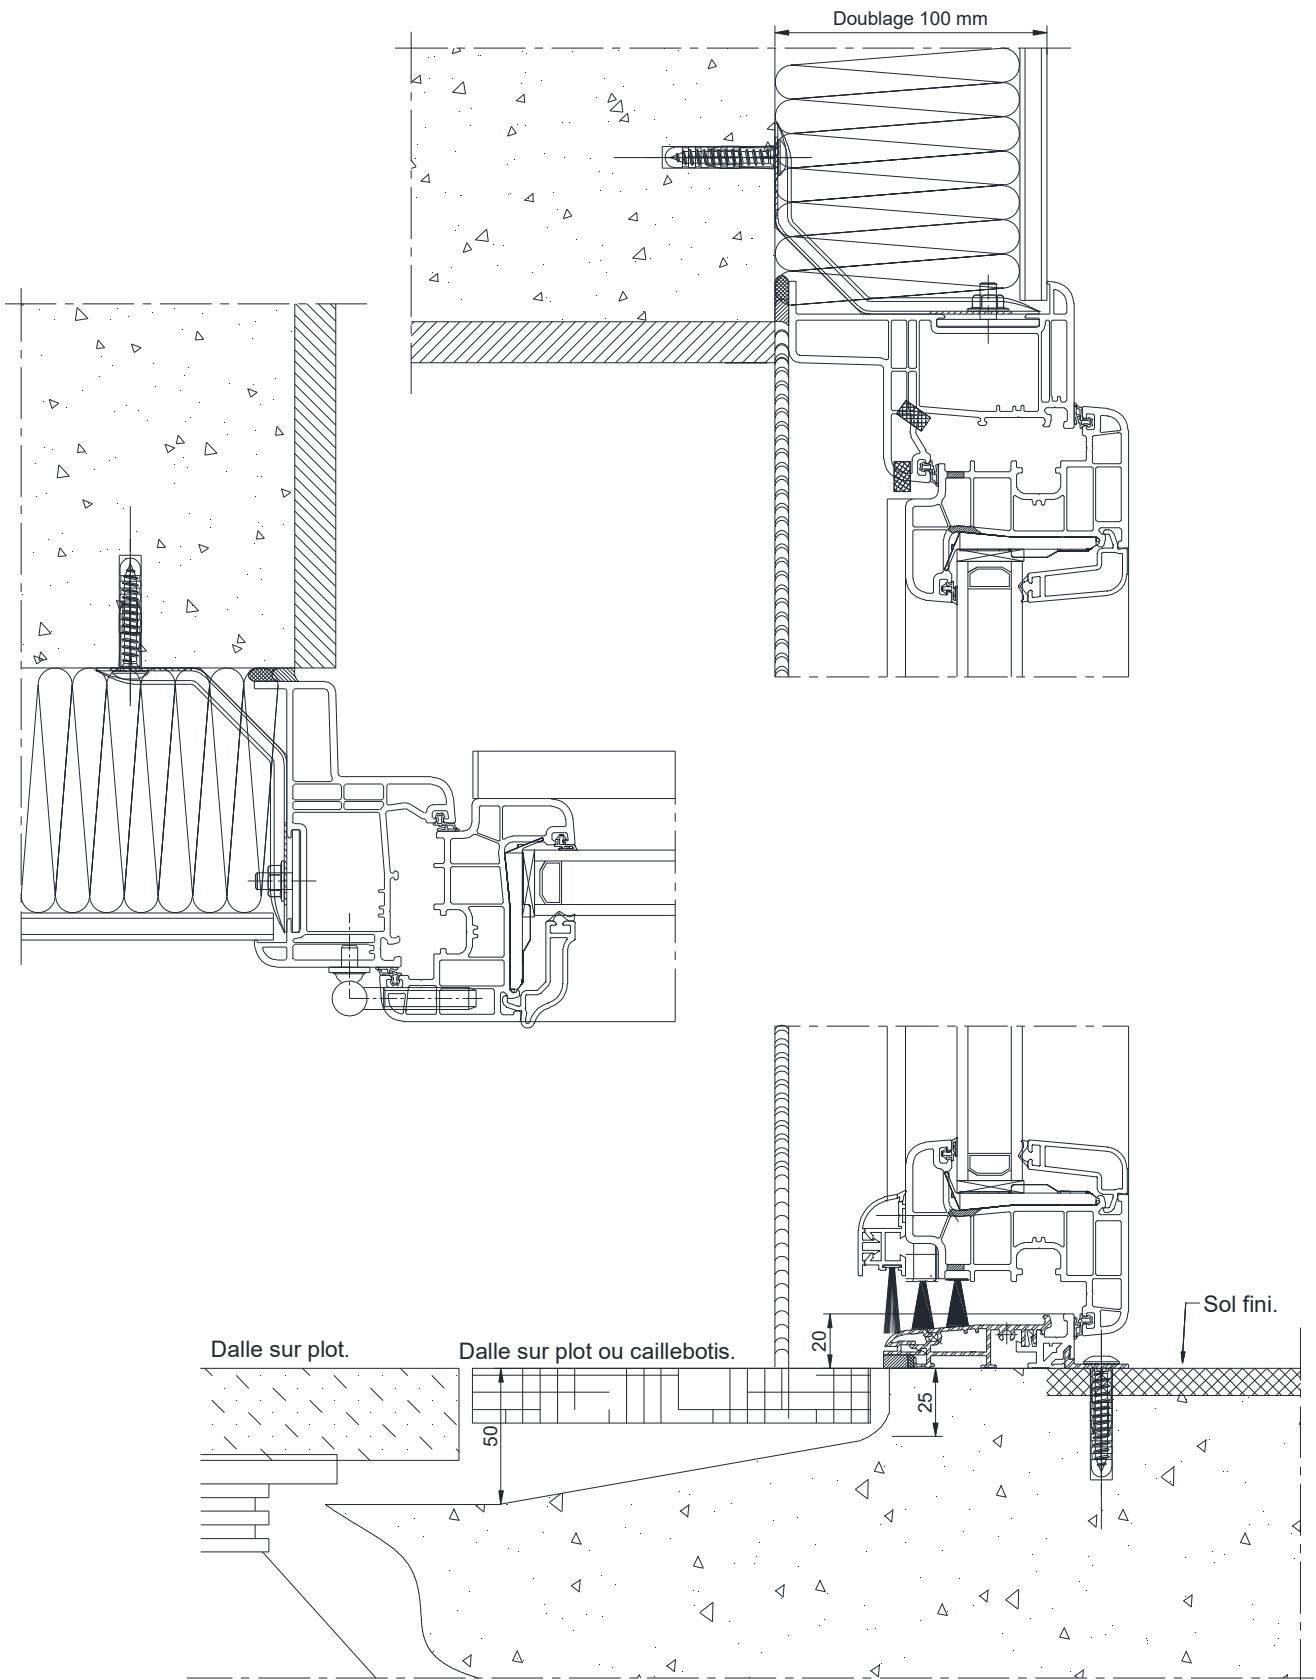 Doublage 100 mm
Sol fini.
20
Dalle sur plot.
Dalle sur plot ou caillebotis.
25
50